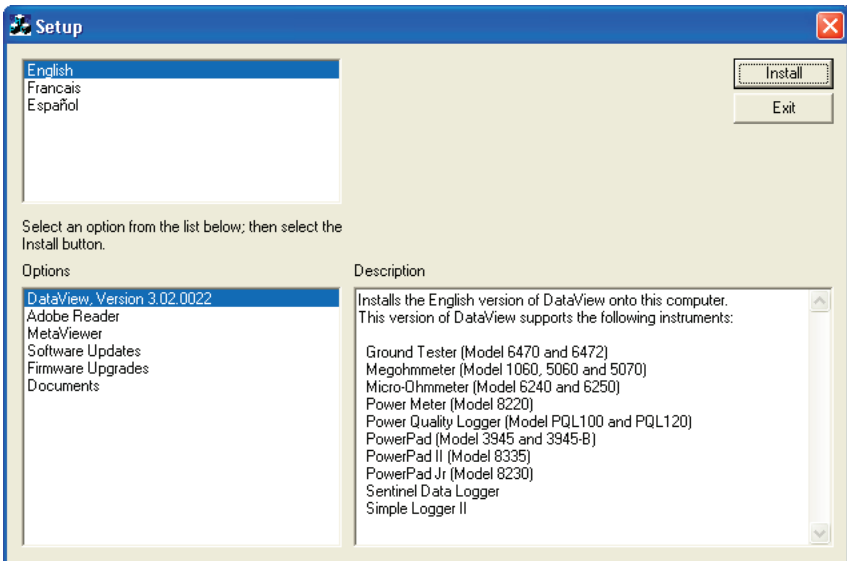 Setup
English
Francais
Español
Install
Exit
Select an option from the list below; then select the
Install button.
Options
DataView, Version 3.02.0022
Adobe Reader
MetaViewer
Software Updates
Firmware Upgrades
Documents
Description
Installs the English version of DataView onto this computer.
This version of DataView supports the following instruments:
Ground Tester (Model 6470 and 6472)
Megohmmeter (Model 1060, 5060 and 5070)
Micro-Ohmmeter (Model 6240 and 6250)
Power Meter (Model 8220)
Power Quality Logger (Model PQL100 and PQL120)
PowerPad (Model 3945 and 3945-B)
PowerPad II (Model 8335)
PowerPad Jr (Model 8230)
Sentinel Data Logger
Simple Logger II